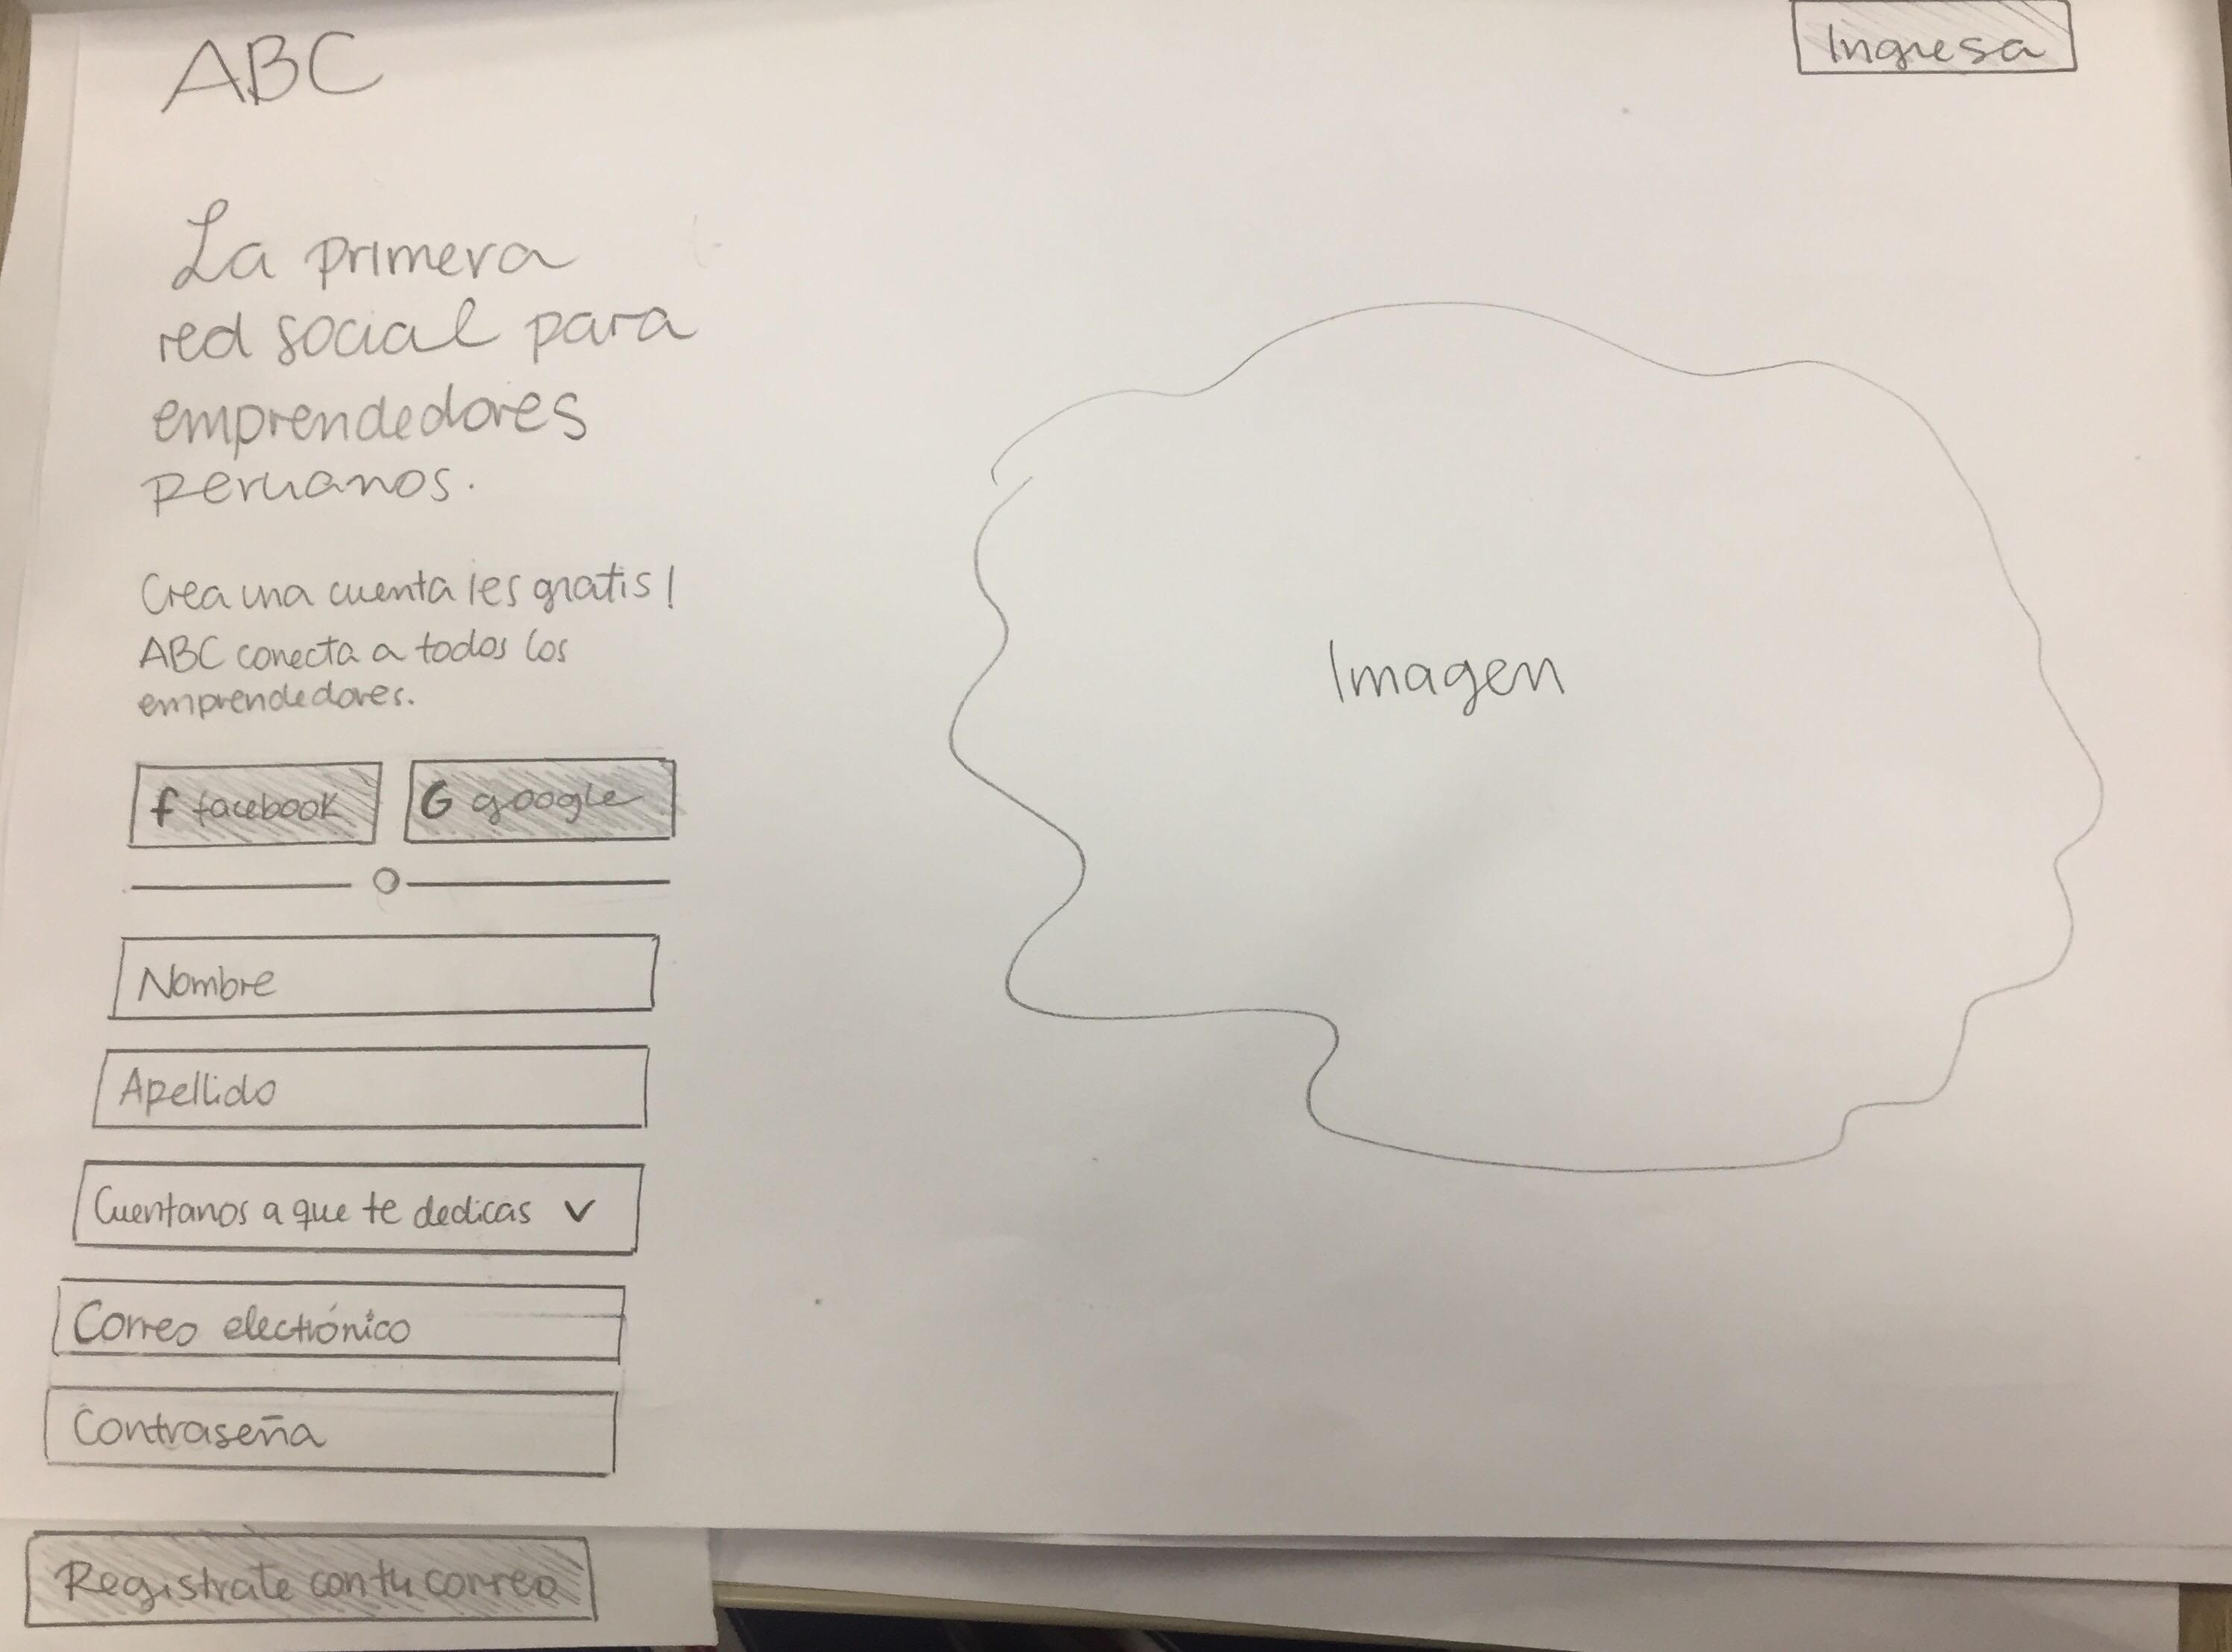 ABC
Ingresa
La primera
red social para
emprendedores
peruanos.
Crea una cuenta ¡es gratis!
ABC conecta a todos los
emprendedores.
f facebook
G google
O
Nombre
Apellido
Cuentanos a que te dedicas
Correo electrónico
Contraseña
Imagen
Registrate con tu correo